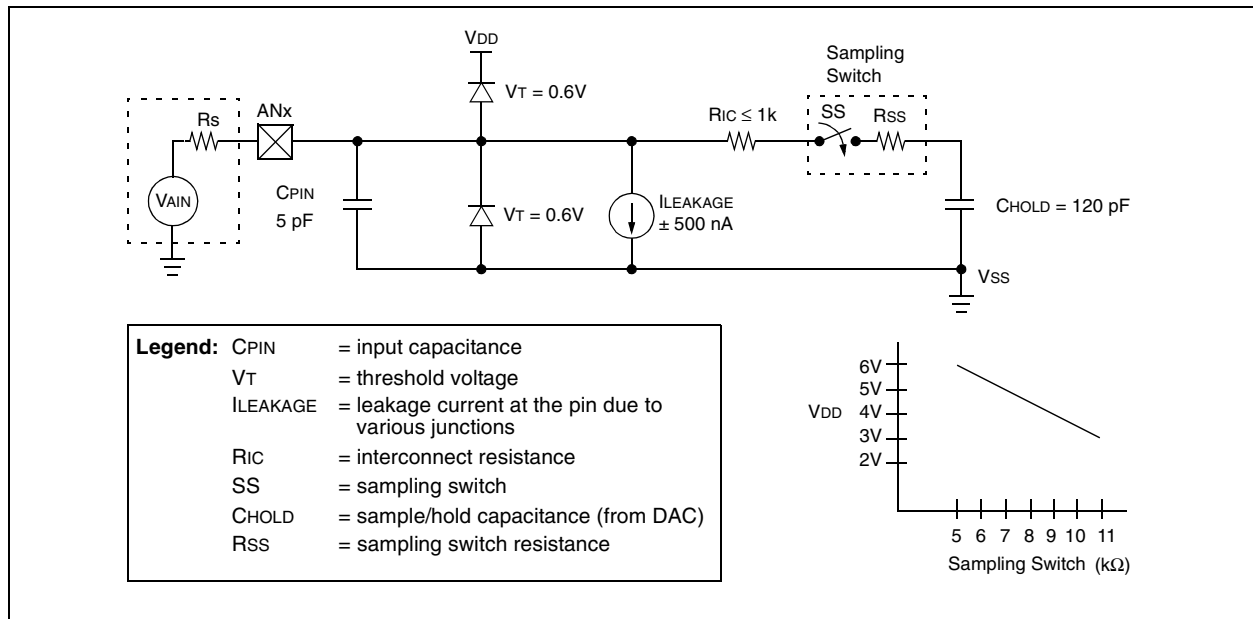 VDD
Sampling
Switch
VT = 0.6V
Rs
ANx
RIC ≤ 1k
SS
RSS
VAIN
CPIN
5 pF
VT = 0.6V
ILEAKAGE
± 500 nA
CHOLD = 120 pF
VSS
Legend: CPIN = input capacitance
VT = threshold voltage
ILEAKAGE = leakage current at the pin due to
various junctions
RIC = interconnect resistance
SS = sampling switch
CHOLD = sample/hold capacitance (from DAC)
RSS = sampling switch resistance
6V
5V
VDD
4V
3V
2V
5 6 7 8 9 10 11
Sampling Switch (kΩ)